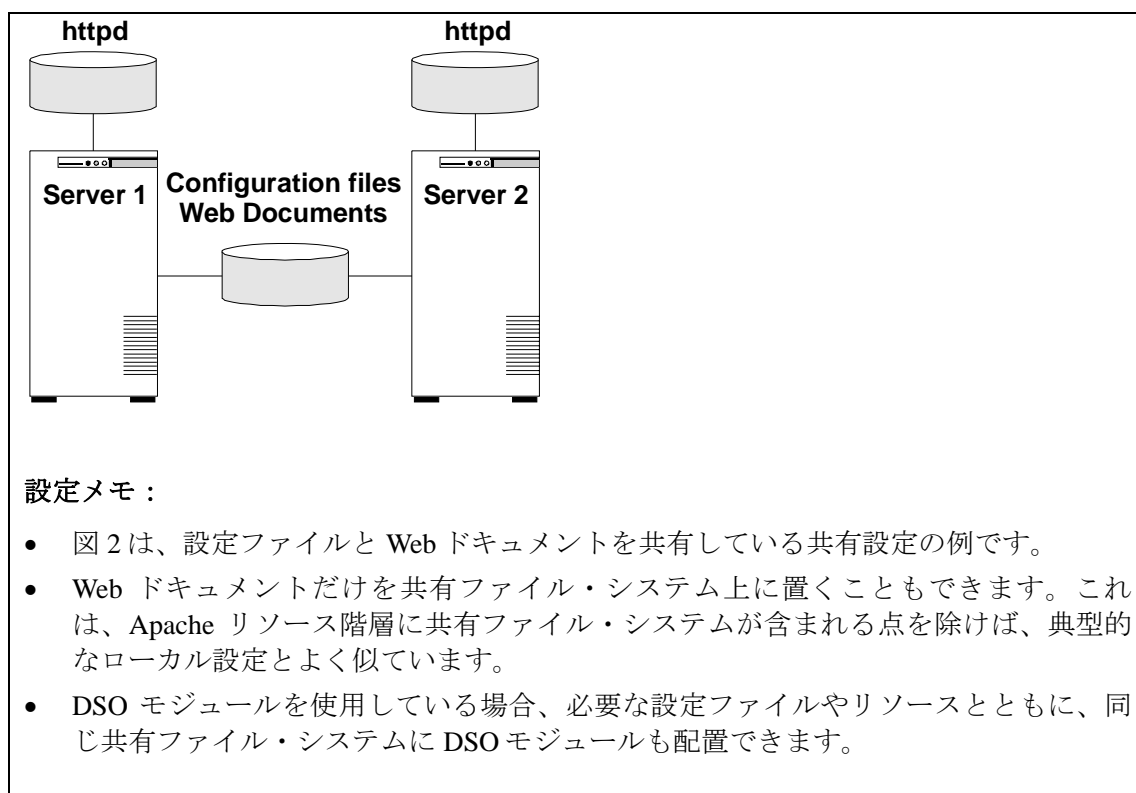 httpd httpd
Server 1 Configuration files Server 2
Web Documents
設定メモ：
• 図 2 は、設定ファイルと Web ドキュメントを共有している共有設定の例です。
• Web ドキュメントだけを共有ファイル・システム上に置くこともできます。これ
は、Apache リソース階層に共有ファイル・システムが含まれる点を除けば、典型的
なローカル設定とよく似ています。
• DSO モジュールを使用している場合、必要な設定ファイルやリソースとともに、同
じ共有ファイル・システムに DSO モジュールも配置できます。